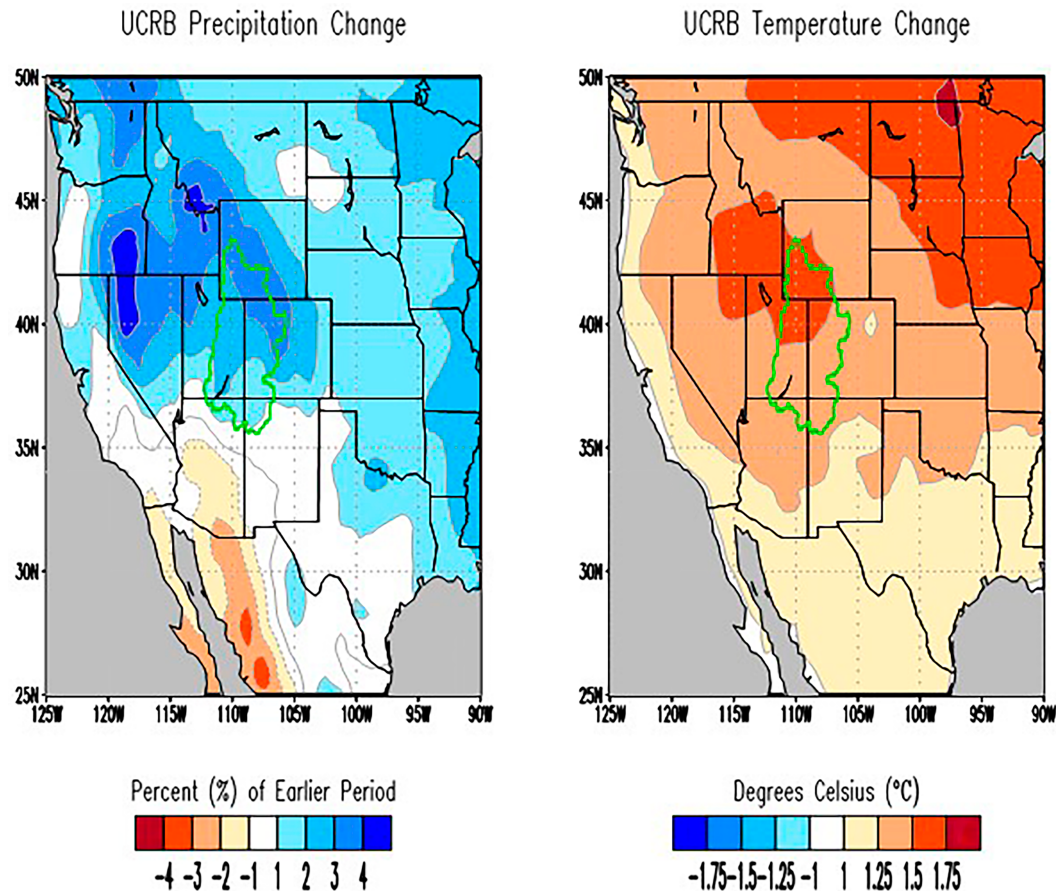 UCRB Precipitation Change
50N
45N
40N
35N
30N
25N
125W 120W 115W 110W 105W 100W 95W 90W
Percent (%) of Earlier Period
-4 -3 -2 -1 1 2 3 4
UCRB Temperature Change
50N
45N
40N
35N
30N
25N
125W 120W 115W 110W 105W 100W 95W 90W
Degrees Celsius (°C)
-1.75 -1.5 -1.25 -1 1 1.25 1.5 1.75